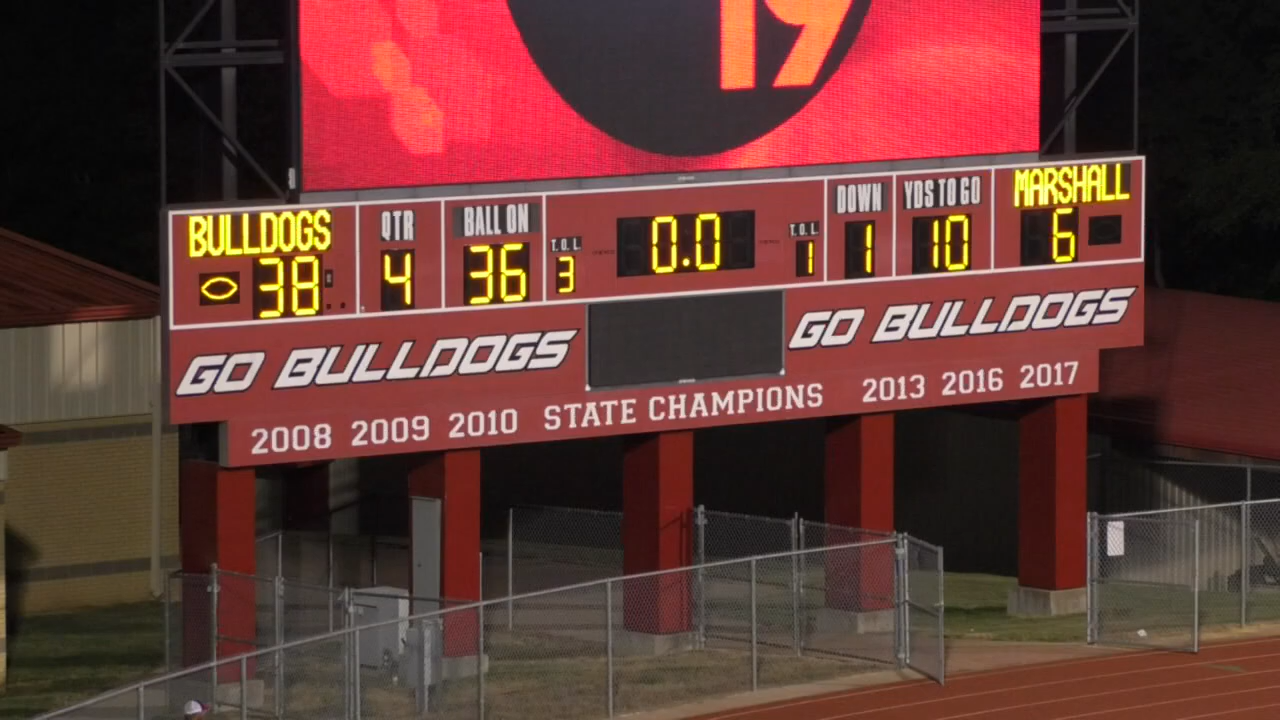 19
BULLDOGS QTR BALL ON DOWN YDS TO GO MARSHALL
38 4 36 T.O.L. 3 0.0 T.O.L. 1 1 10 6
GO BULLDOGS GO BULLDOGS
2008 2009 2010 STATE CHAMPIONS 2013 2016 2017